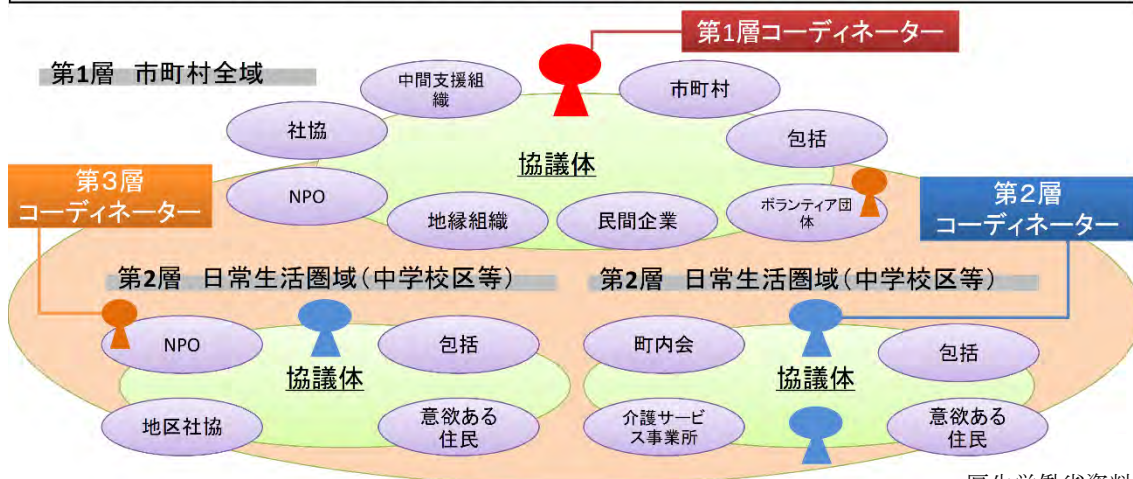 第1層コーディネーター
第1層 市町村全域
中間支援組
織
市町村
社協
包括
協議体
第3層
コーディネーター
第2層
コーディネーター
NPO
地縁組織
民間企業
ボランティア団
体
第2層 日常生活圏域(中学校区等)
第2層 日常生活圏域(中学校区等)
NPO
包括
協議体
地区社協
意欲ある
住民
町内会
包括
協議体
介護サービ
ス事業所
意欲ある
住民
厚生労働省資料